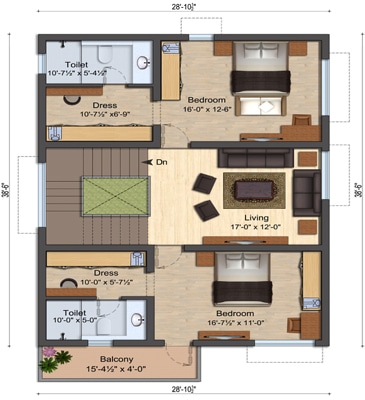 28'-10½"
Toilet
10'-7½" x 5'-4½"
Dress
10'-7½" x6'-9"
Bedroom
16'-0" x 12'-6"
36'-6"
36'-6"
Dn
Living
17'-0" x 12'-0"
Dress
10'-0" x 5'-7½"
Toilet
10'-0" x 5-0"
Bedroom
16'-7½" x 11'-0"
Balcony
15'-4½" x 4'-0"
28'-10½"